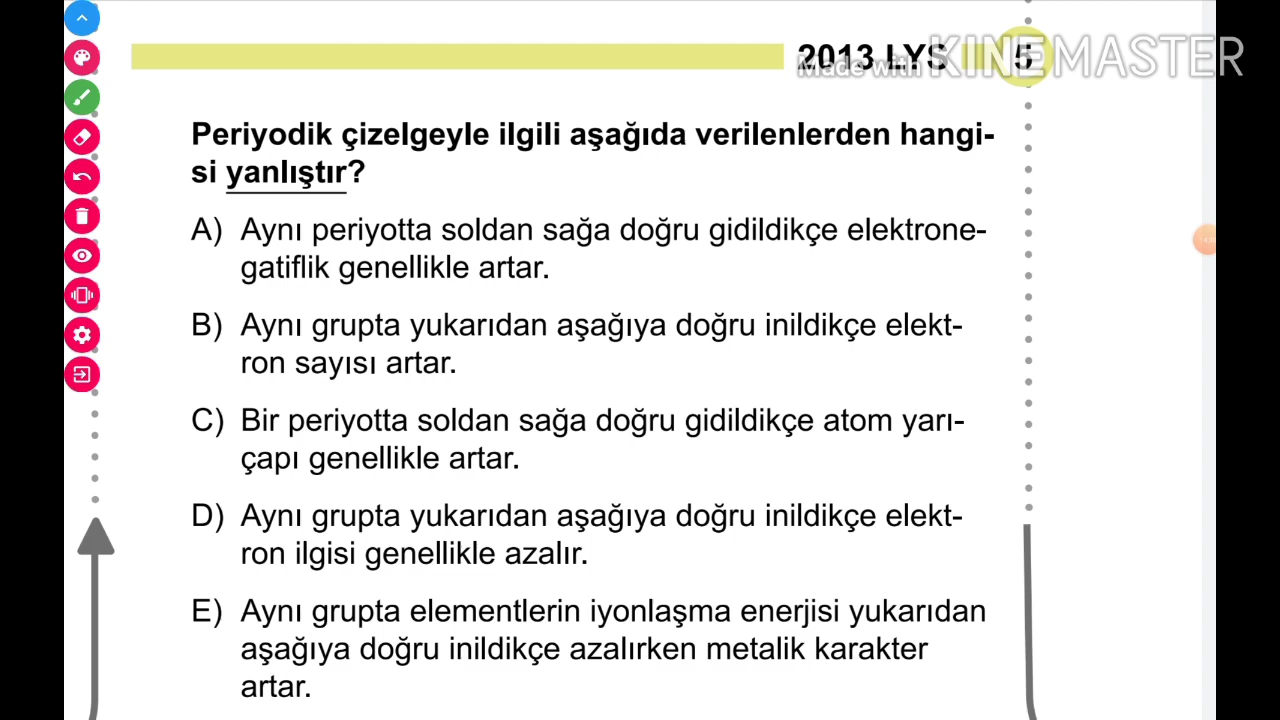 2013 LYS 5
Made with KINEMASTER
Periyodik çizelgeyle ilgili aşağıda verilenlerden hangi-
si yanlıştır?
A) Aynı periyotta soldan sağa doğru gidildikçe elektrone-
gatiflik genellikle artar.
B) Aynı grupta yukarıdan aşağıya doğru inildikçe elekt-
ron sayısı artar.
C) Bir periyotta soldan sağa doğru gidildikçe atom yarı-
çapı genellikle artar.
D) Aynı grupta yukarıdan aşağıya doğru inildikçe elekt-
ron ilgisi genellikle azalır.
E) Aynı grupta elementlerin iyonlaşma enerjisi yukarıdan
aşağıya doğru inildikçe azalırken metalik karakter
artar.